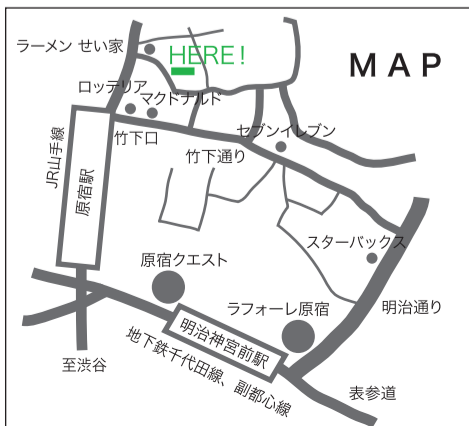 ラーメン せい家
HERE!
MAP
ロッテリア
マクドナルド
セブンイレブン
竹下口
竹下通り
JR山手線
原宿駅
スターバックス
原宿クエスト
ラフォーレ原宿
明治通り
明治神宮前駅
地下鉄千代田線、副都心線
至渋谷
表参道